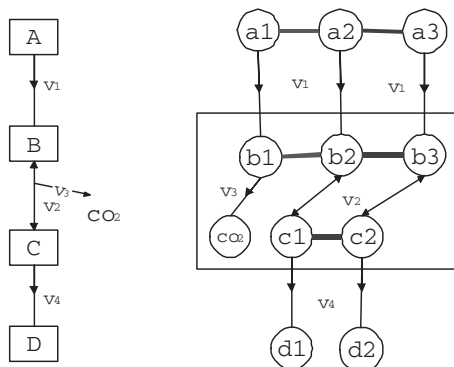 A
a1 a2 a3
v1 v1 v1
B
b1 b2 b3
v3 v3
CO2
v2 v2
C
CO2 c1 c2
v4 v4
D
d1 d2